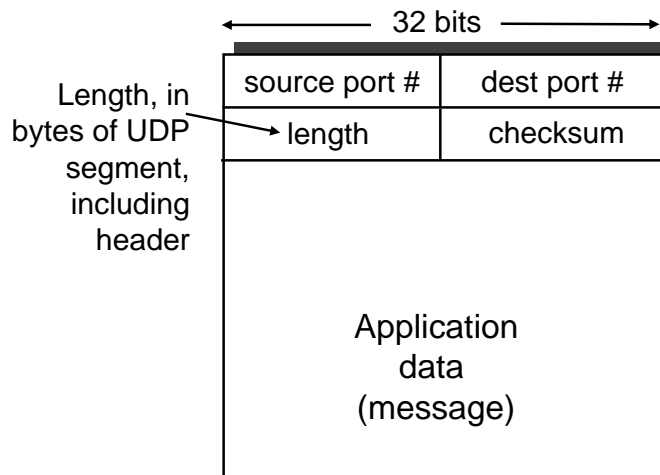 32 bits
source port #
dest port #
Length, in
bytes of UDP
segment,
including
header
length
checksum
Application
data
(message)